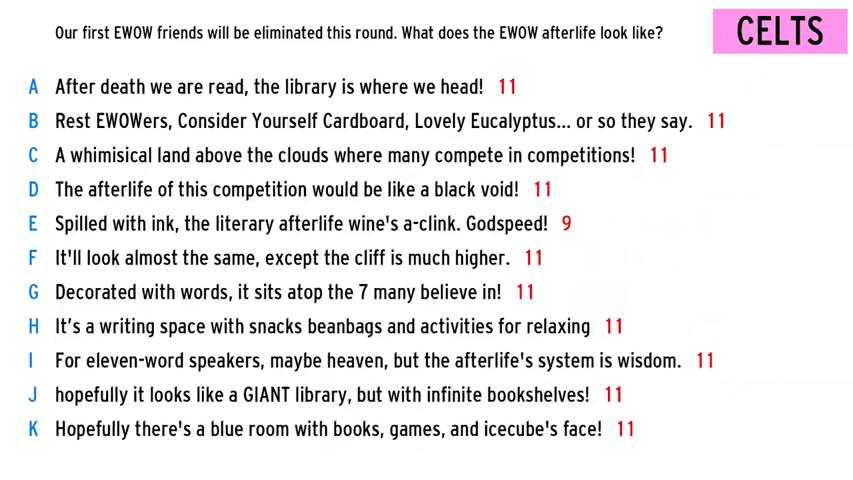 Our first EWOW friends will be eliminated this round. What does the EWOW afterlife look like?
CELTS
A After death we are read, the library is where we head! 11
B Rest EWOWers, Consider Yourself Cardboard, Lovely Eucalyptus... or so they say. 11
C A whimisical land above the clouds where many compete in competitions! 11
D The afterlife of this competition would be like a black void! 11
E Spilled with ink, the literary afterlife wine's a-clink. Godspeed! 9
F It'll look almost the same, except the cliff is much higher. 11
G Decorated with words, it sits atop the 7 many believe in! 11
H It's a writing space with snacks beanbags and activities for relaxing 11
I For eleven-word speakers, maybe heaven, but the afterlife's system is wisdom. 11
J hopefully it looks like a GIANT library, but with infinite bookshelves! 11
K Hopefully there's a blue room with books, games, and icecube's face! 11